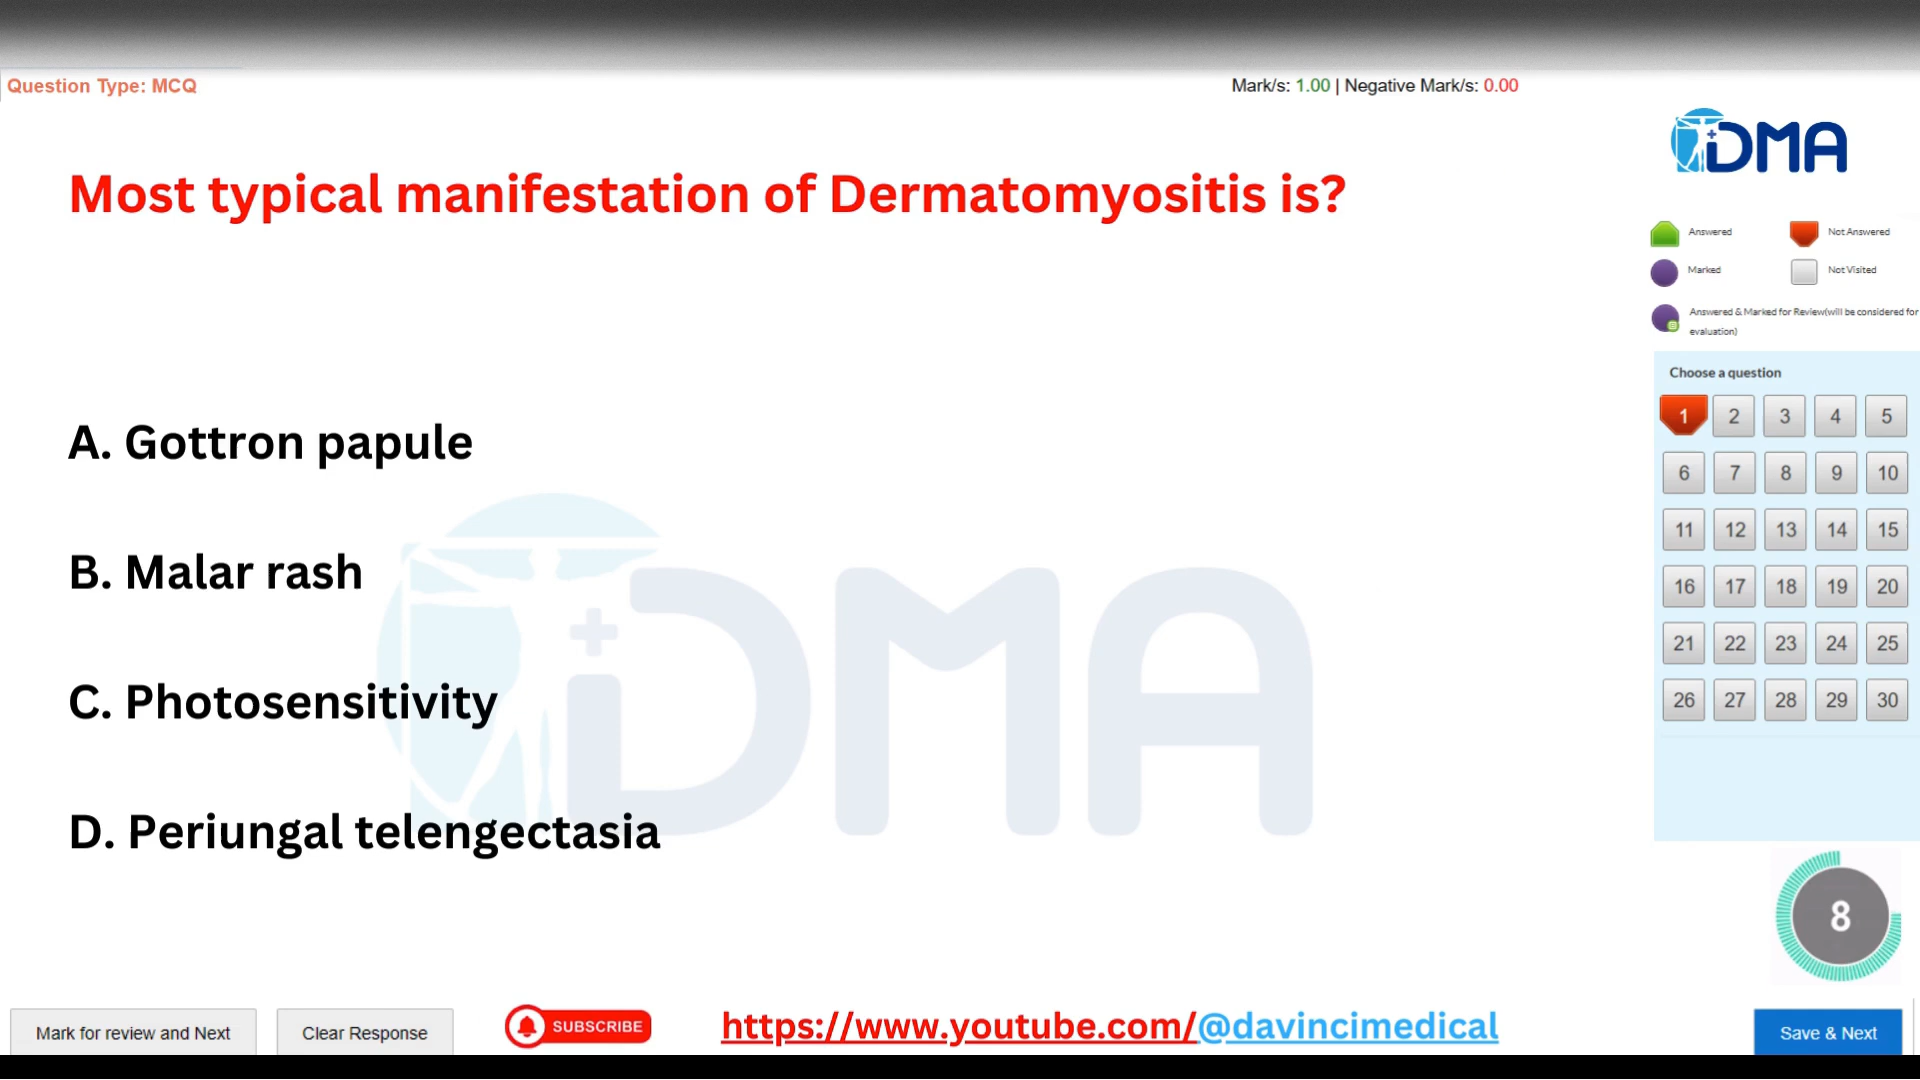 Question Type: MCQ
Mark/s: 1.00 | Negative Mark/s: 0.00
DMA
Most typical manifestation of Dermatomyositis is?
Answered
Not Answered
Marked
Not Visited
Answered & Marked for Review(will be considered for
evaluation)
Choose a question
1 2 3 4 5
6 7 8 9 10
11 12 13 14 15
16 17 18 19 20
21 22 23 24 25
26 27 28 29 30
A. Gottron papule
B. Malar rash
C. Photosensitivity
D. Periungal telengectasia
DMA
8
Mark for review and Next
Clear Response
SUBSCRIBE
https://www.youtube.com/@davincimedical
Save & Next